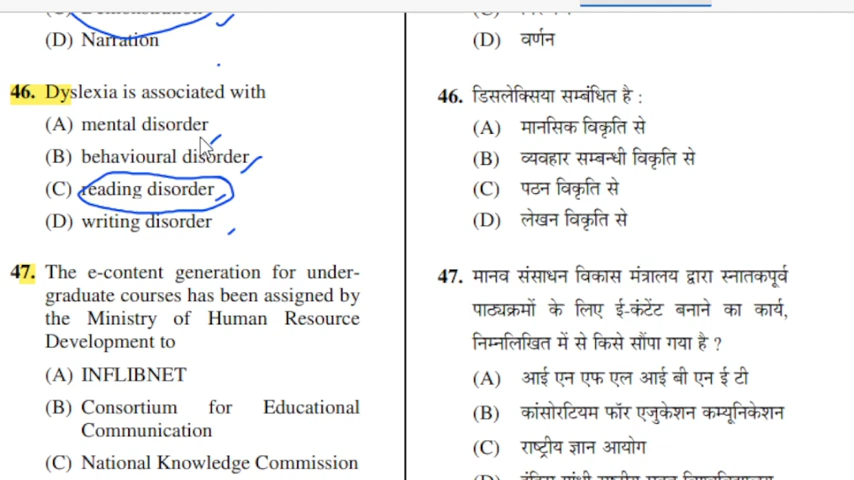 (D) Narration
46. Dyslexia is associated with
(A) mental disorder
(B) behavioural disorder
(C) reading disorder
(D) writing disorder
47. The e-content generation for under-
graduate courses has been assigned by
the Ministry of Human Resource
Development to
(A) INFLIBNET
(B) Consortium for Educational
Communication
(C) National Knowledge Commission
(D) वर्णन
46. डिसलेक्सिया सम्बंधित है :
(A) मानसिक विकृति से
(B) व्यवहार सम्बन्धी विकृति से
(C) पठन विकृति से
(D) लेखन विकृति से
47. मानव संसाधन विकास मंत्रालय द्वारा स्नातकपूर्व
पाठ्यक्रमों के लिए ई-कंटेंट बनाने का कार्य,
निम्नलिखित में से किसे सौंपा गया है ?
(A) आई एन एफ एल आई बी एन ई टी
(B) कांसोरटियम फॉर एजुकेशन कम्यूनिकेशन
(C) राष्ट्रीय ज्ञान आयोग